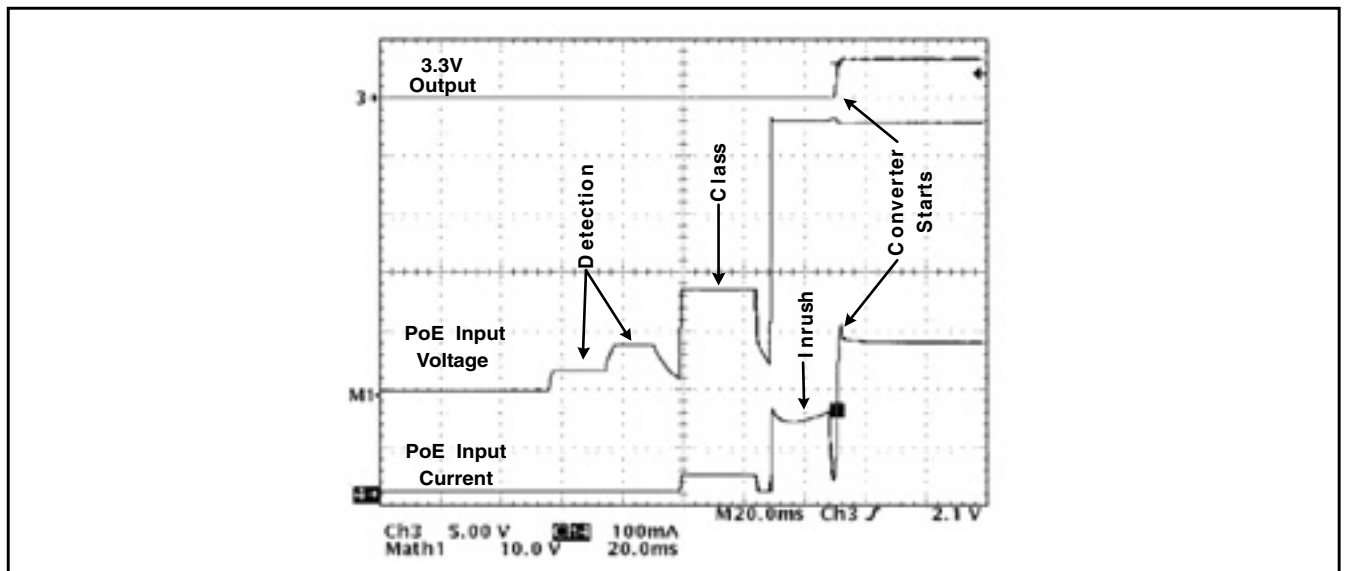 3.3V
Output
3
Detection
Class
Converter
Starts
PoE Input
Voltage
Inrush
M1
PoE Input
Current
M20.0ms Ch3 2.1 V
Ch3 5.00 V Ch4 100mA
Math1 10.0 V 20.0ms